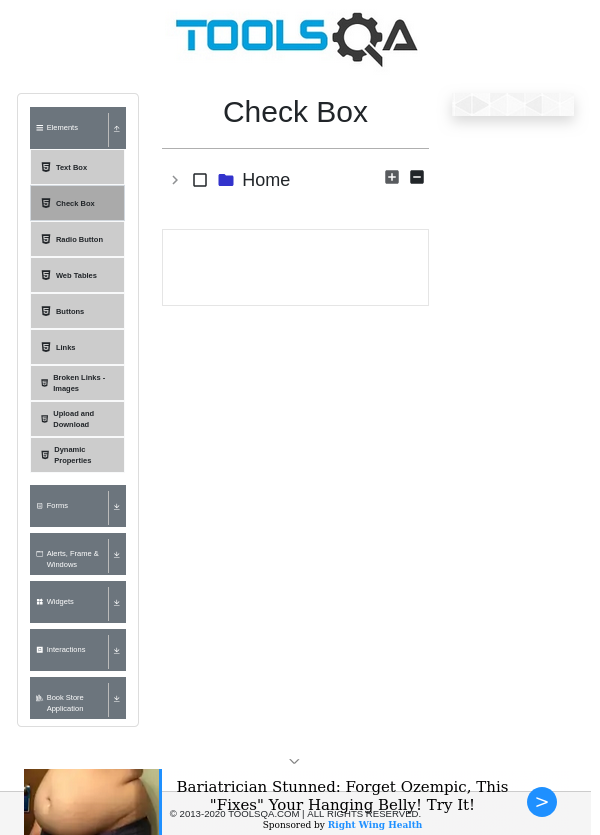 TOOLSQA
Check Box
Elements
Text Box
Check Box
Radio Button
Web Tables
Buttons
Links
Broken Links -
Images
Upload and
Download
Dynamic
Properties
Forms
Alerts, Frame &
Windows
Widgets
Interactions
Book Store
Application
Home
Bariatrician Stunned: Forget Ozempic, This
"Fixes" Your Hanging Belly! Try It!
© 2013-2020 TOOLSQA.COM | ALL RIGHTS RESERVED.
Sponsored by Right Wing Health